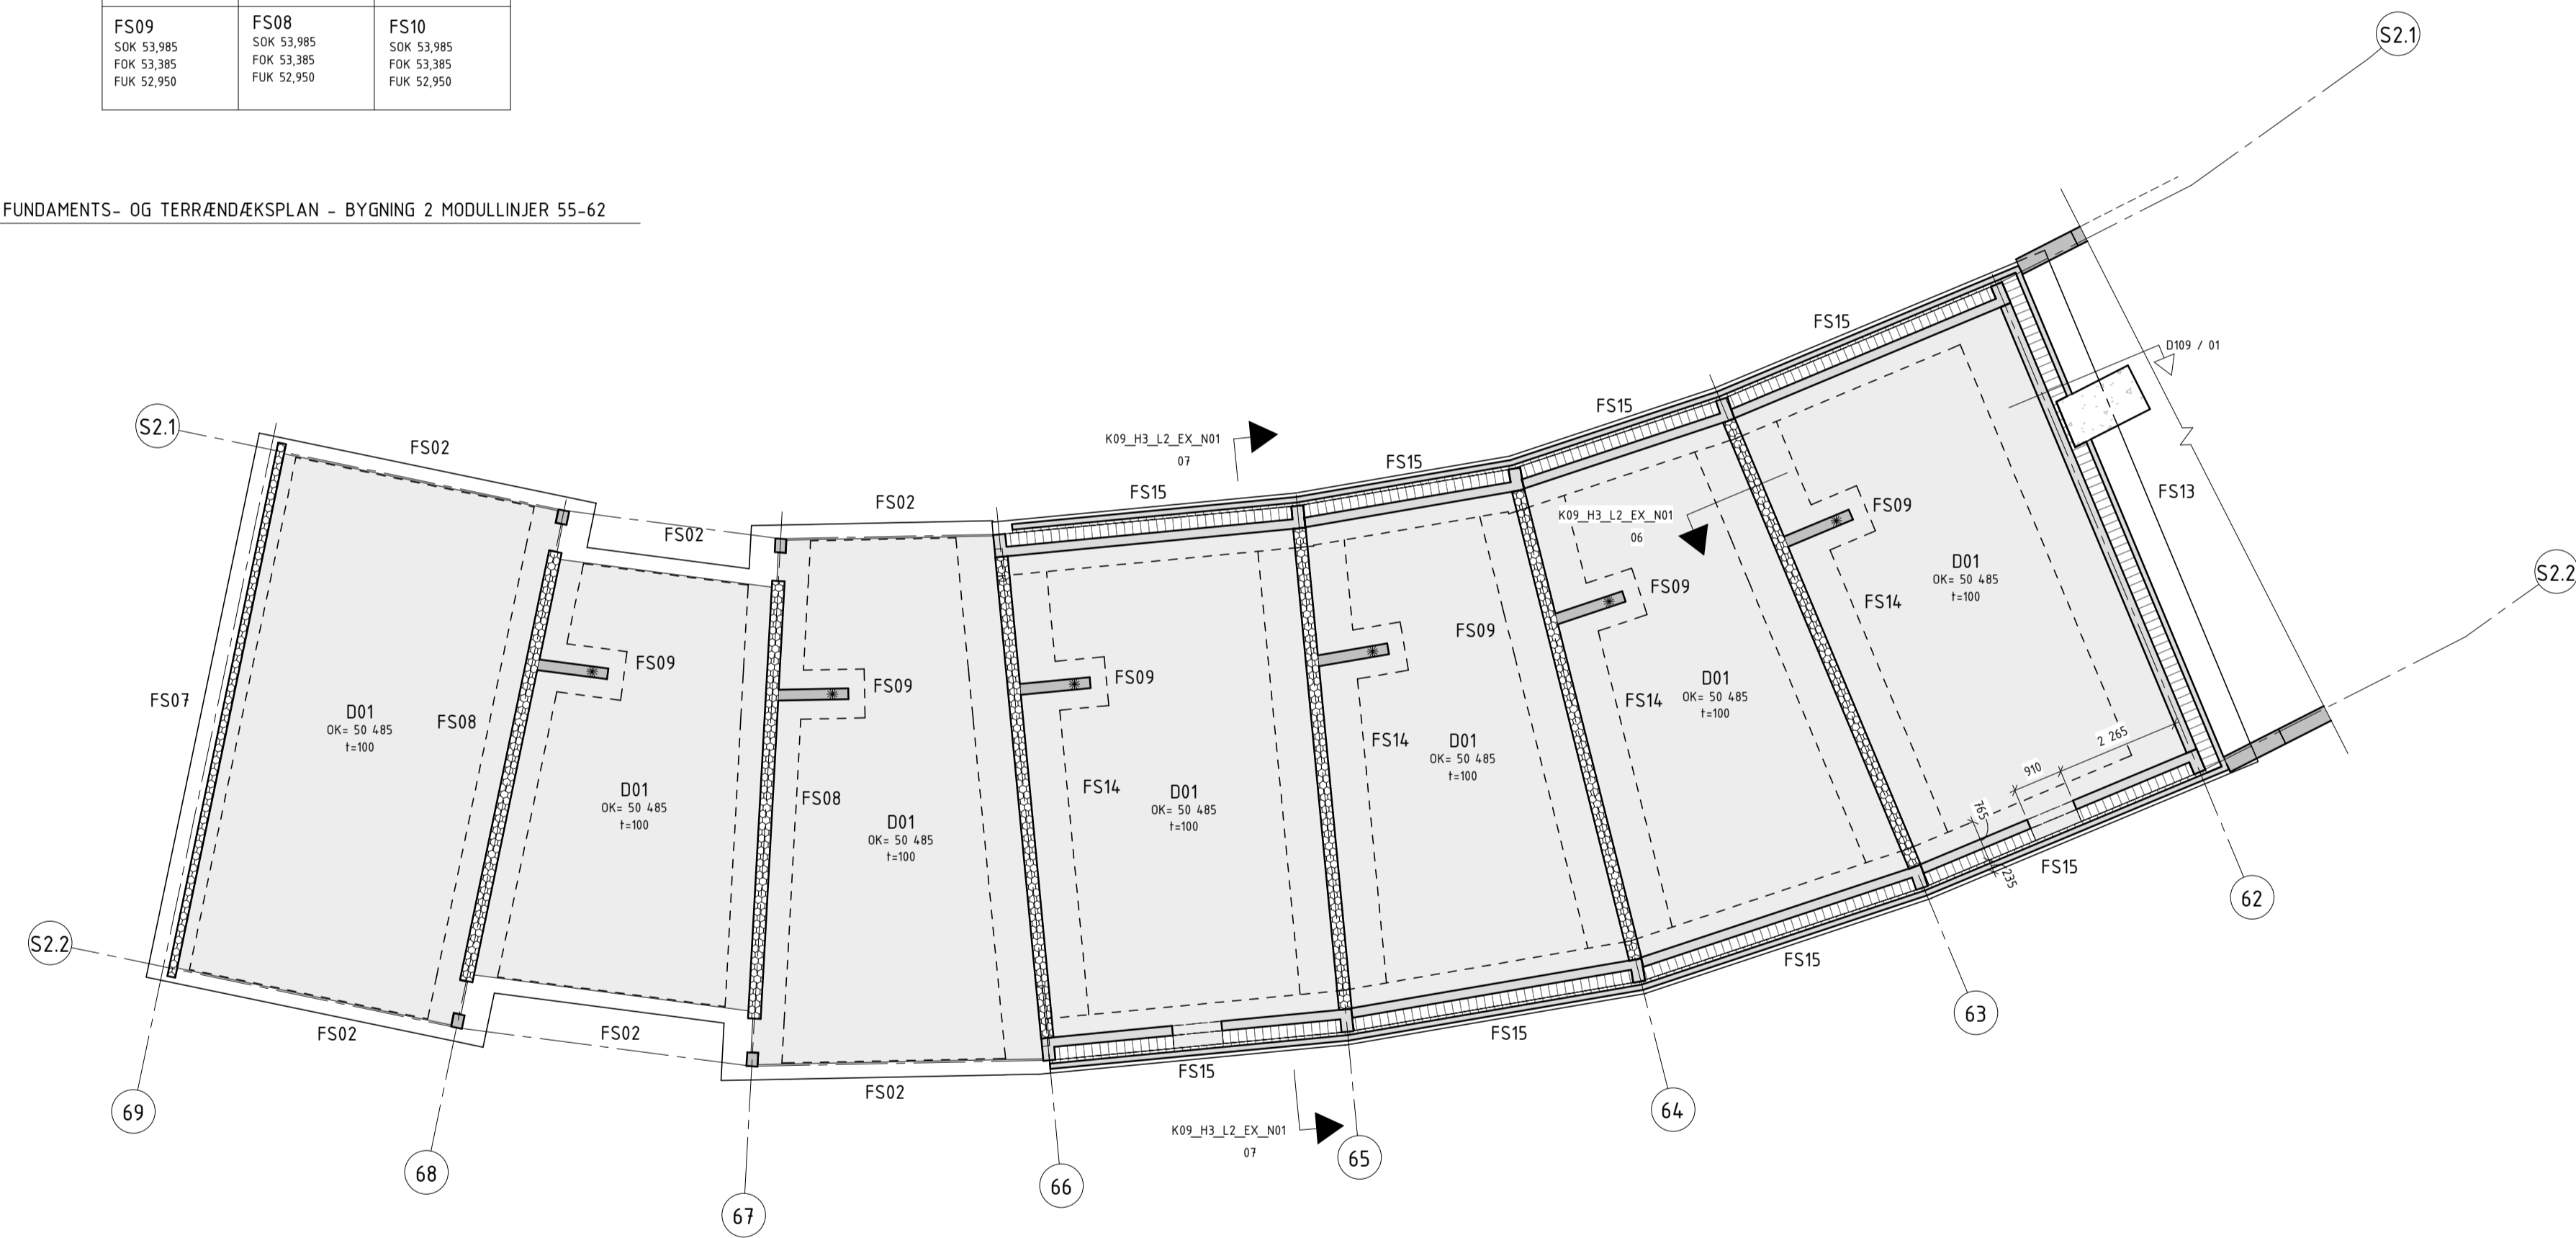 FS09
SOK 53,985
FOK 53,385
FUK 52,950
FS08
SOK 53,985
FOK 53,385
FUK 52,950
FS10
SOK 53,985
FOK 53,385
FUK 52,950
FUNDAMENTS- OG TERRÆNDÆKSPLAN - BYGNING 2 MODULLINJER 55-62
S2.1
S2.1
S2.2
S2.2
FS02
FS02
FS02
FS15
FS15
FS15
FS15
K09_H3_L2_EX_N01
07
K09_H3_L2_EX_N01
06
D109 / 01
FS13
FS07
FS08
FS09
FS08
FS09
FS09
FS14
FS09
FS14
FS09
FS14
FS09
FS14
D01
OK= 50 485
t=100
D01
OK= 50 485
t=100
D01
OK= 50 485
t=100
D01
OK= 50 485
t=100
D01
OK= 50 485
t=100
D01
OK= 50 485
t=100
D01
OK= 50 485
t=100
2 265
910
765
235
FS02
FS02
FS02
FS15
FS15
FS15
FS15
K09_H3_L2_EX_N01
07
69
68
67
66
65
64
63
62